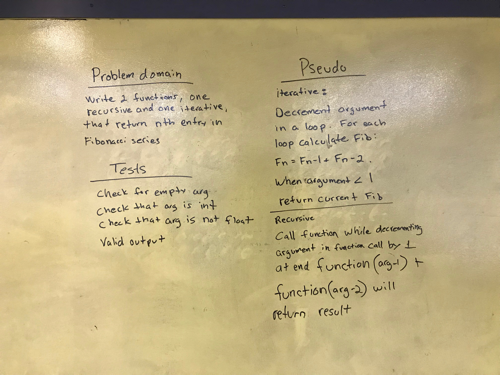 Problem domain
Write 2 functions, one
recursive and one iterative,
that return nth entry in
Fibonacci series
Tests
Check for empty arg
Check that arg is int
Check that arg is not float
Valid output
Pseudo
iterative:
Decrement argument
in a loop. For each
loop calculate Fib:
Fn = Fn-1 + Fn-2.
When argument < 1
return current Fib
Recursive
Call function while decrementing
argument in function call by 1
at end function (arg-1) +
function (arg-2) will
return result